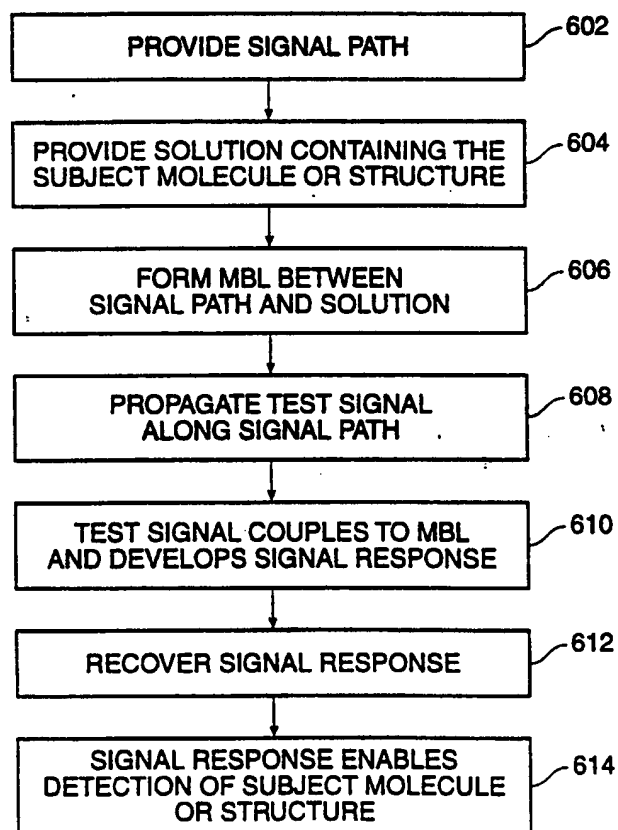 PROVIDE SIGNAL PATH
602
PROVIDE SOLUTION CONTAINING THE
SUBJECT MOLECULE OR STRUCTURE
604
FORM MBL BETWEEN
SIGNAL PATH AND SOLUTION
606
PROPAGATE TEST SIGNAL
ALONG SIGNAL PATH
608
TEST SIGNAL COUPLES TO MBL
AND DEVELOPS SIGNAL RESPONSE
610
RECOVER SIGNAL RESPONSE
612
SIGNAL RESPONSE ENABLES
DETECTION OF SUBJECT MOLECULE
OR STRUCTURE
614